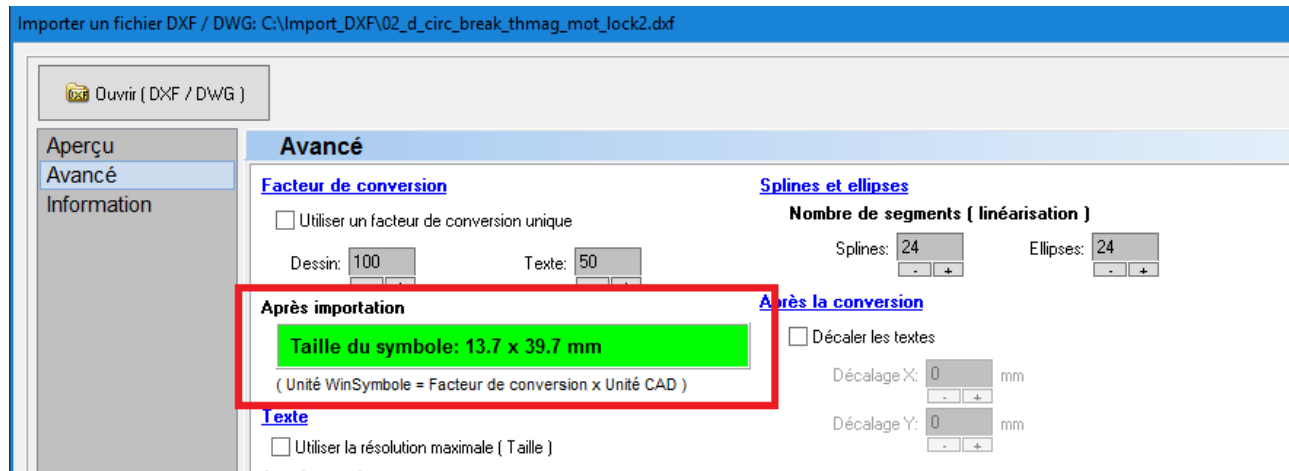 Importer un fichier DXF / DWG: C:\Import_DXF\02_d_circ_break_thmag_mot_lock2.dxf
Ouvrir ( DXF / DWG )
Aperçu
Avancé
Information
Avancé
Facteur de conversion
Utiliser un facteur de conversion unique
Dessin: 100
Texte: 50
Après importation
Taille du symbole: 13.7 x 39.7 mm
( Unité WinSymbole = Facteur de conversion x Unité CAD )
Texte
Utiliser la résolution maximale ( Taille )
Splines et ellipses
Nombre de segments ( linéarisation )
Splines: 24
- +
Ellipses: 24
- +
Après la conversion
Décaler les textes
Décalage X: 0 mm
- +
Décalage Y: 0 mm
- +